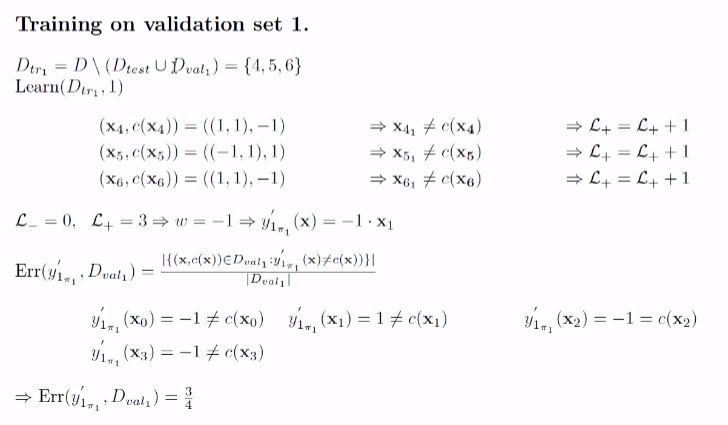 Training on validation set 1.
D_{tr_1} = D \ (D_{test} ∪ D_{val_1}) = {4, 5, 6}
Learn(D_{tr_1}, 1)
(x_4, c(x_4)) = ((1, 1), −1) ⇒ x_{4_1} ≠ c(x_4) ⇒ ℒ_+ = ℒ_+ + 1
(x_5, c(x_5)) = ((−1, 1), 1) ⇒ x_{5_1} ≠ c(x_5) ⇒ ℒ_+ = ℒ_+ + 1
(x_6, c(x_6)) = ((1, 1), −1) ⇒ x_{6_1} ≠ c(x_6) ⇒ ℒ_+ = ℒ_+ + 1
ℒ_− = 0, ℒ_+ = 3 ⇒ w = −1 ⇒ y'_{1_{π_1}}(x) = −1 · x_1
Err(y'_{1_{π_1}}, D_{val_1}) = |{(x,c(x))∈D_{val_1}:y'_{1_{π_1}}(x)≠c(x))}| / |D_{val_1}|
y'_{1_{π_1}}(x_0) = −1 ≠ c(x_0) y'_{1_{π_1}}(x_1) = 1 ≠ c(x_1) y'_{1_{π_1}}(x_2) = −1 = c(x_2)
y'_{1_{π_1}}(x_3) = −1 ≠ c(x_3)
⇒ Err(y'_{1_{π_1}}, D_{val_1}) = 3/4